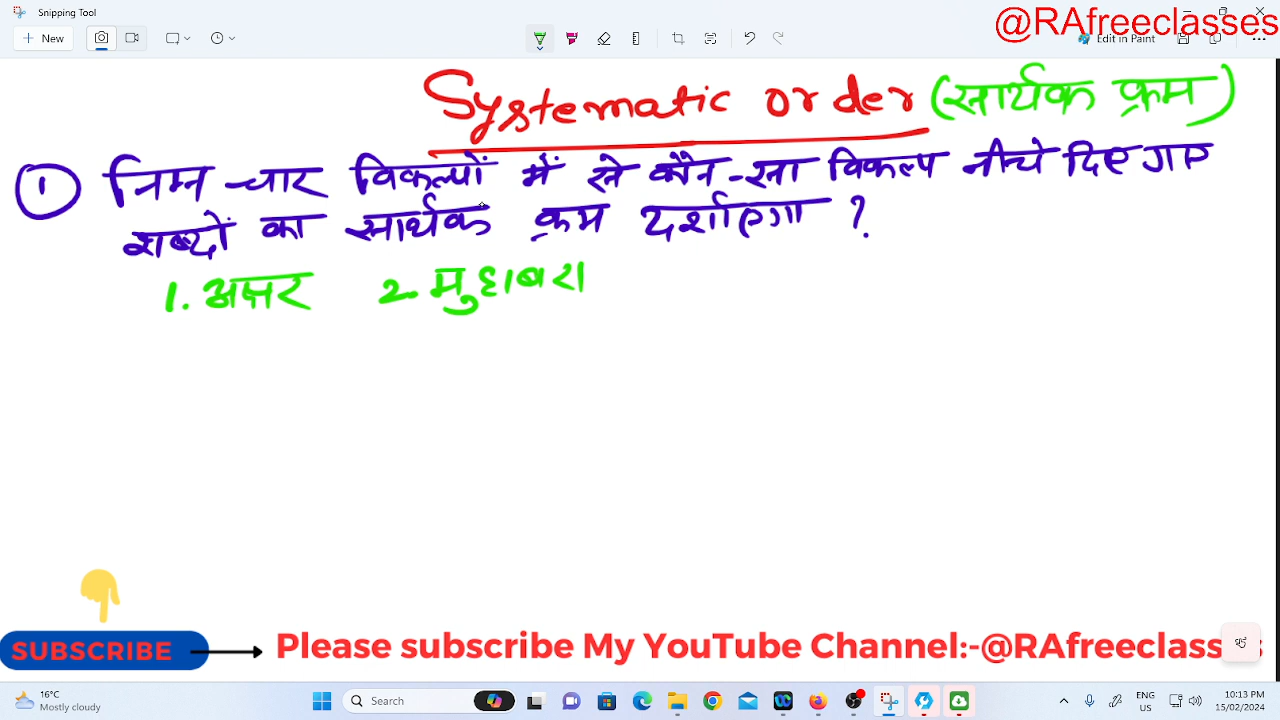 Snipping Tool
@RAfreeclasses
New
Edit in Paint
Systematic order (सार्थक क्रम)
① निम्न चार विकल्पों में से कौन-सा विकल्प नीचे दिए गए
शब्दों का सार्थक क्रम दर्शाएगा ?
1. अक्षर 2. मुहावरा
SUBSCRIBE
Please subscribe My YouTube Channel:-@RAfreeclasses
16°C
Mostly cloudy
Search
ENG
US
10:33 PM
15/02/2024